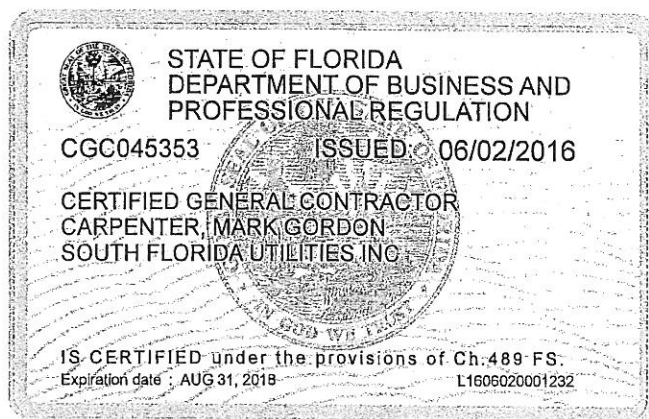 STATE OF FLORIDA
DEPARTMENT OF BUSINESS AND
PROFESSIONAL REGULATION
CGC045353 ISSUED: 06/02/2016
CERTIFIED GENERAL CONTRACTOR
CARPENTER, MARK GORDON
SOUTH FLORIDA UTILITIES INC
IN GOD WE TRUST
IS CERTIFIED under the provisions of Ch.489 FS.
Expiration date : AUG 31, 2018 L1606020001232